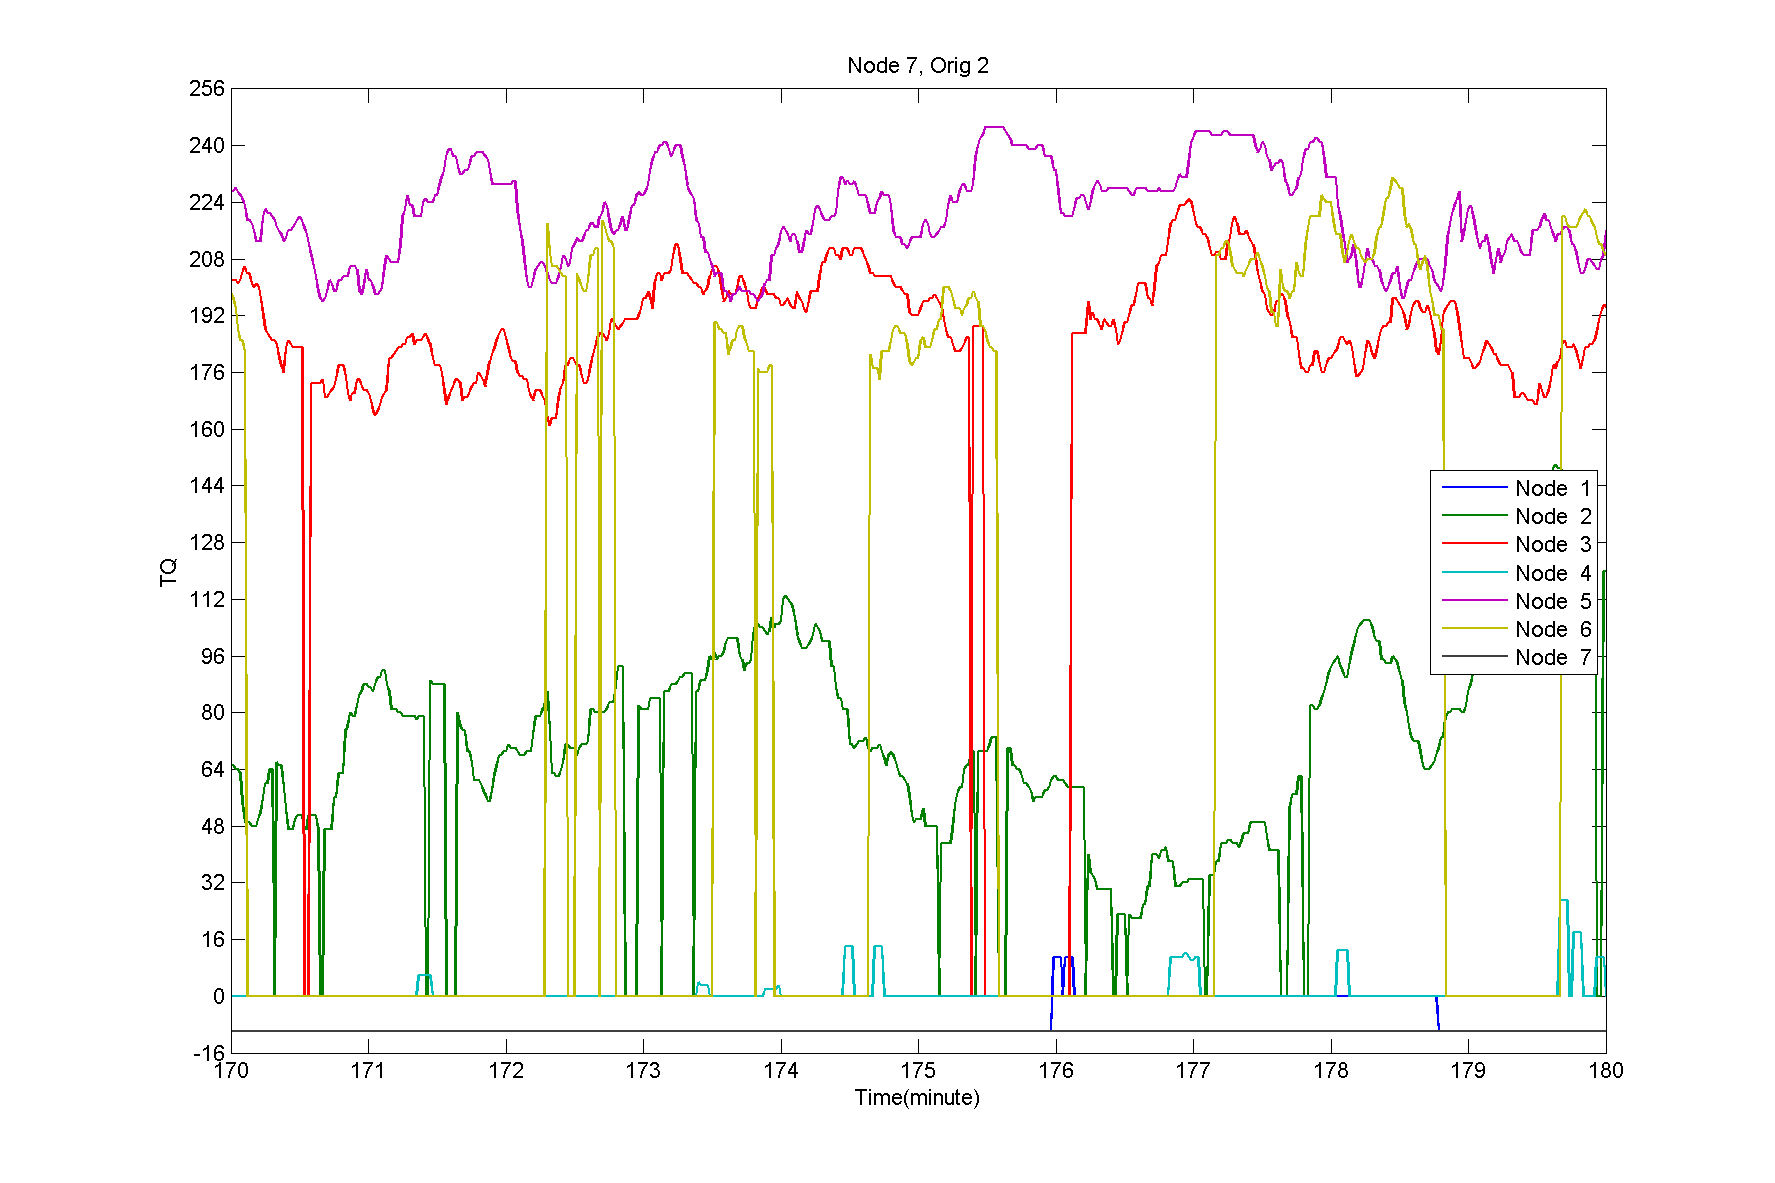 Node 7, Orig 2
256
240
224
208
192
176
160
144
128
112
96
80
64
48
32
16
0
-16
TQ
Node 1
Node 2
Node 3
Node 4
Node 5
Node 6
Node 7
170 171 172 173 174 175 176 177 178 179 180
Time(minute)